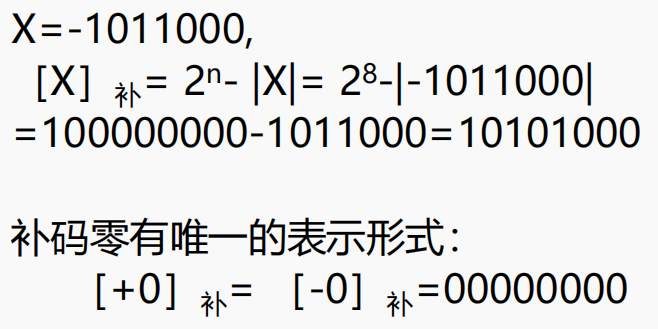 X=-1011000,
[X] 补= 2ⁿ- |X|= 2⁸-|-1011000|
=100000000-1011000=10101000
补码零有唯一的表示形式：
[+0] 补= [-0] 补=00000000